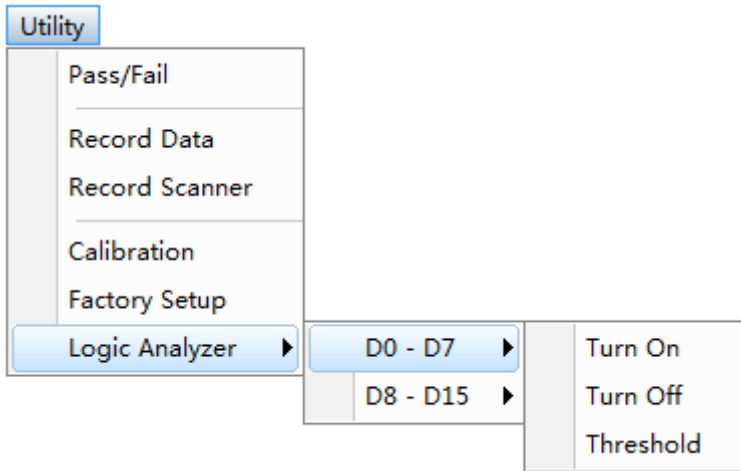 Utility
Pass/Fail
Record Data
Record Scanner
Calibration
Factory Setup
Logic Analyzer
D0 - D7
D8 - D15
Turn On
Turn Off
Threshold